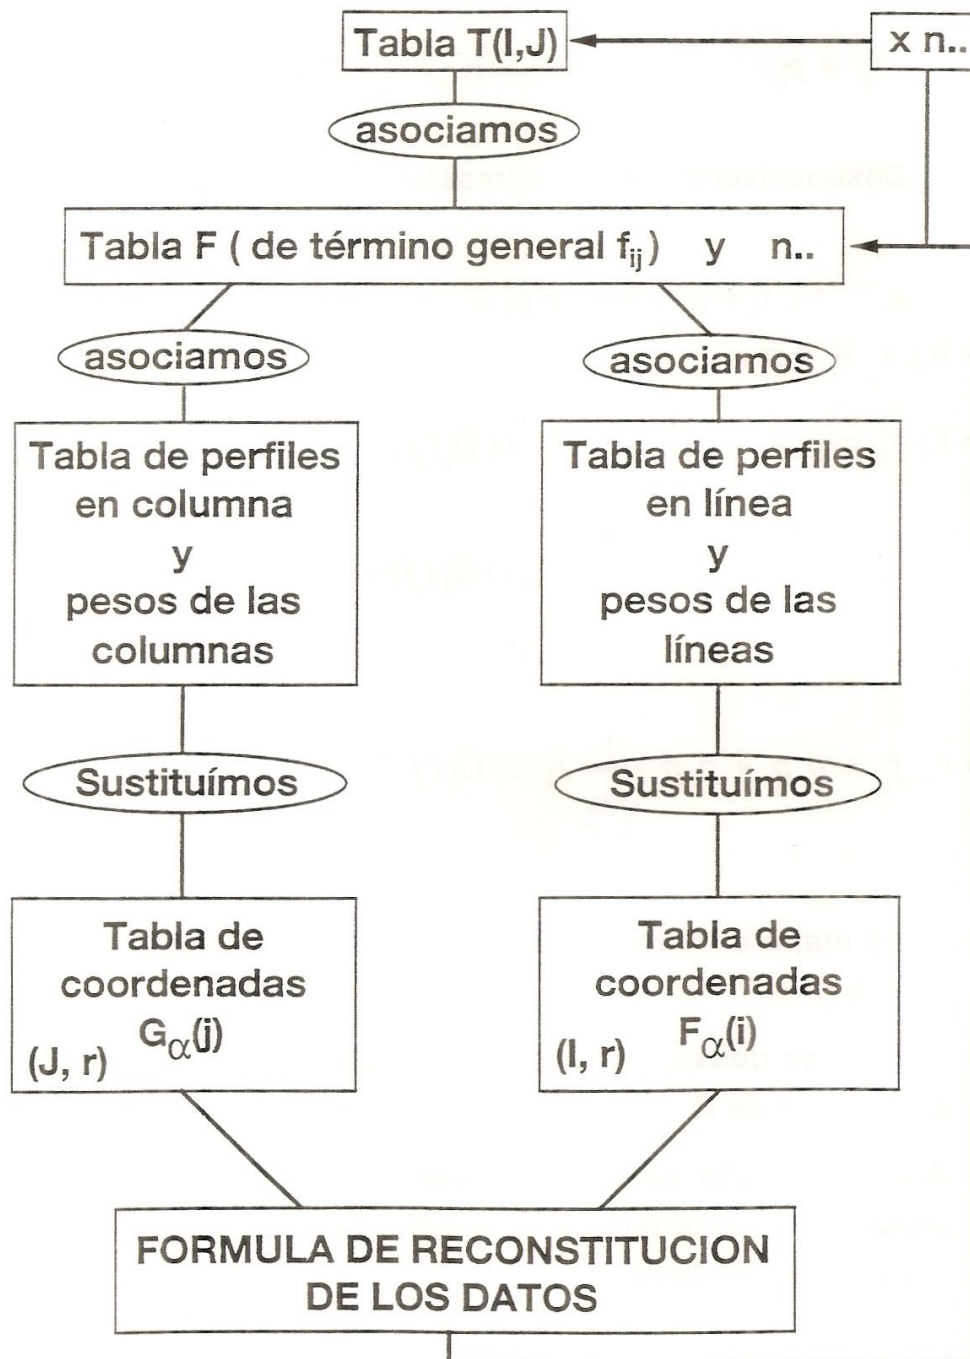 Tabla T(I,J)
x n..
asociamos
Tabla F ( de término general fij) y n..
asociamos
asociamos
Tabla de perfiles
en columna
y
pesos de las
columnas
Tabla de perfiles
en línea
y
pesos de las
líneas
Sustituímos
Sustituímos
Tabla de
coordenadas
Gα(j)
(J, r)
Tabla de
coordenadas
Fα(i)
(I, r)
FORMULA DE RECONSTITUCION
DE LOS DATOS